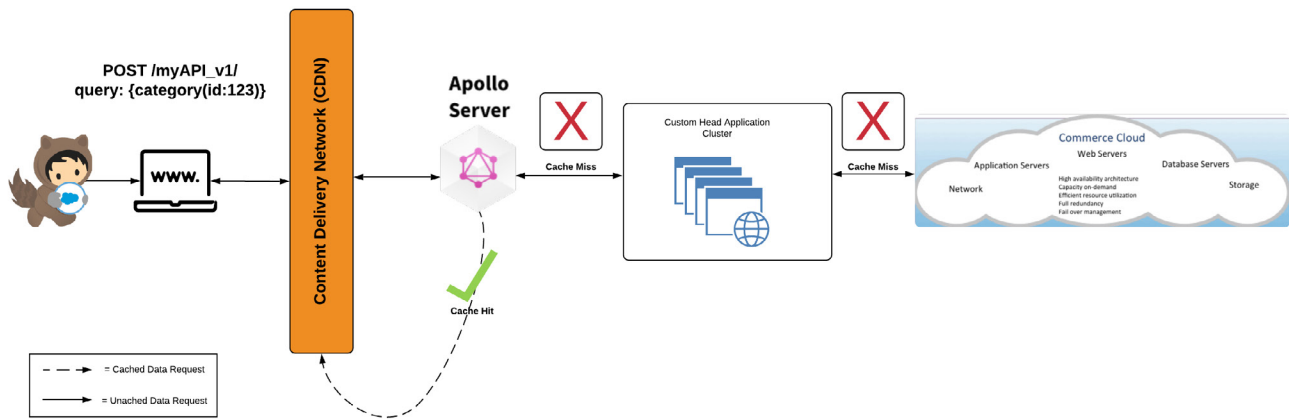 POST /myAPI_v1/
query: {category(id:123)}
WWW.
Content Delivery Network (CDN)
Apollo
Server
X
Cache Miss
Cache Hit
Custom Head Application
Cluster
X
Cache Miss
Commerce Cloud
Web Servers
Application Servers
Database Servers
Network
Storage
High availability architecture
Capacity on-demand
Efficient resource utilization
Full redundancy
Fail over management
= Cached Data Request
= Unached Data Request